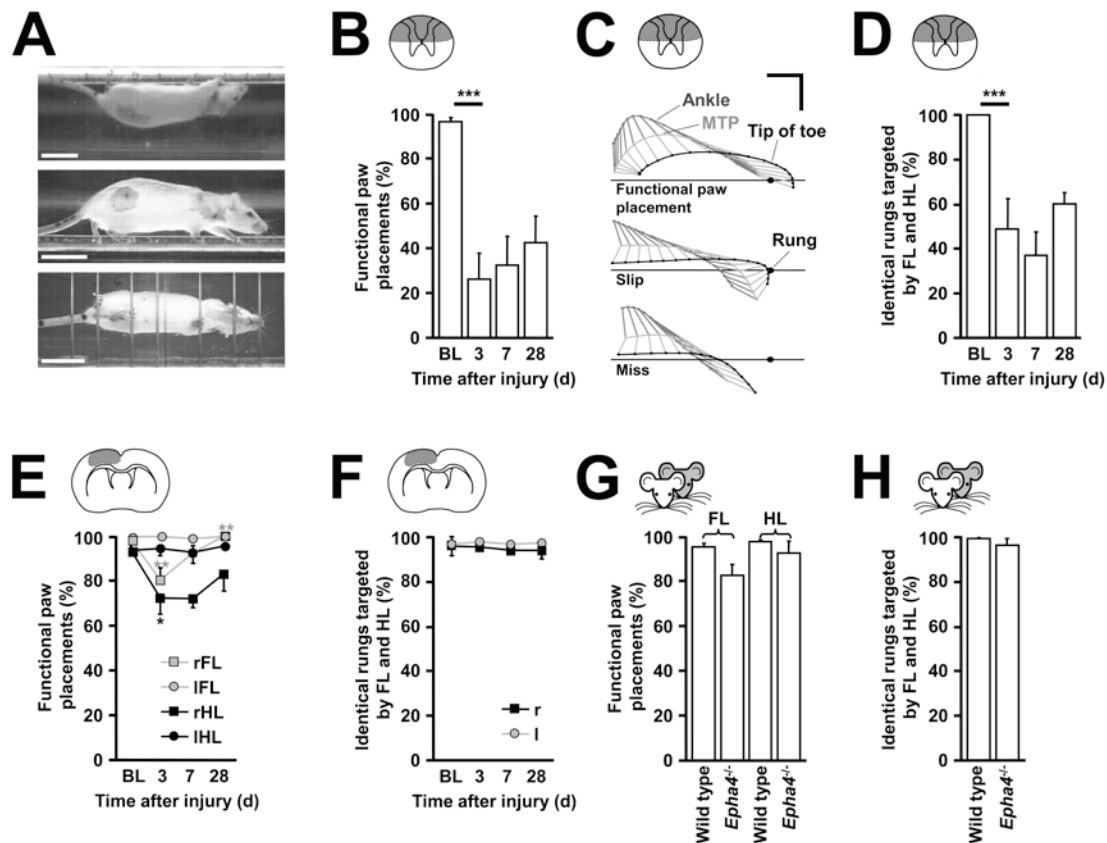 A
B
C
D
***
Functional paw
placements (%)
100
80
60
40
20
0
BL 3 7 28
Time after injury (d)
Ankle
MTP
Tip of toe
Functional paw
placement
Rung
Slip
Miss
***
Identical rungs targeted
by FL and HL (%)
100
80
60
40
20
0
BL 3 7 28
Time after injury (d)
E
F
G
H
Functional paw
placements (%)
100
80
60
40
20
0
**
**
*
rFL
lFL
rHL
lHL
BL 3 7 28
Time after injury (d)
Identical rungs targeted
by FL and HL (%)
100
80
60
40
20
0
r
l
BL 3 7 28
Time after injury (d)
Functional paw
placements (%)
100
80
60
40
20
0
FL HL
Wild type
Epha4-/-
Wild type
Epha4-/-
Identical rungs targeted
by FL and HL (%)
100
80
60
40
20
0
Wild type
Epha4-/-